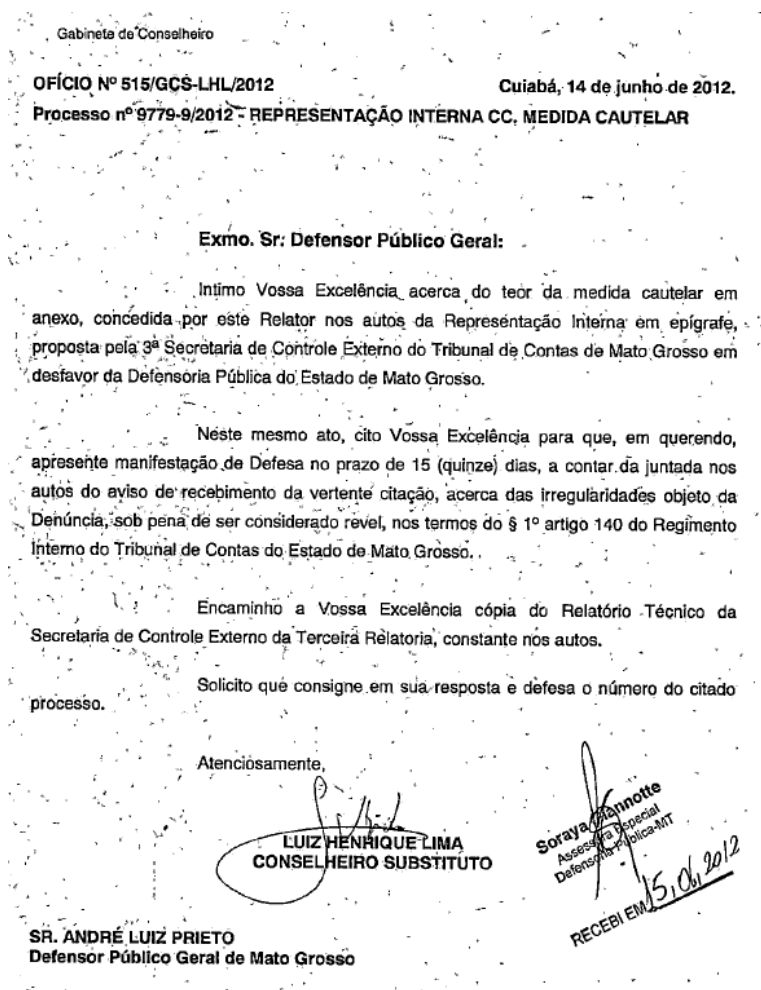 Gabinete de Conselheiro
OFÍCIO Nº 515/GCS-LHL/2012 Cuiabá, 14 de junho de 2012.
Processo nº 9779-9/2012 - REPRESENTAÇÃO INTERNA CC. MEDIDA CAUTELAR
Exmo. Sr. Defensor Público Geral:
Intimo Vossa Excelência acerca do teor da medida cautelar em
anexo, concedida por este Relator nos autos da Representação Interna em epígrafe,
proposta pela 3ª Secretaria de Controle Externo do Tribunal de Contas de Mato Grosso em
desfavor da Defensoria Pública do Estado de Mato Grosso.
Neste mesmo ato, cito Vossa Excelência para que, em querendo,
apresente manifestação de Defesa no prazo de 15 (quinze) dias, a contar da juntada nos
autos do aviso de recebimento da vertente citação, acerca das irregularidades objeto da
Denúncia, sob pena de ser considerado revel, nos termos do § 1º artigo 140 do Regimento
Interno do Tribunal de Contas do Estado de Mato Grosso.
Encaminho a Vossa Excelência cópia do Relatório Técnico da
Secretaria de Controle Externo da Terceira Relatoria, constante nos autos.
Solicito que consigne em sua resposta e defesa o número do citado
processo.
Atenciosamente,
LUIZ HENRIQUE LIMA
CONSELHEIRO SUBSTITUTO
Soraya
Assessora Especial
Defensoria Pública-MT
RECEBI EM 15, 06, 2012
SR. ANDRÉ LUIZ PRIETO
Defensor Público Geral de Mato Grosso